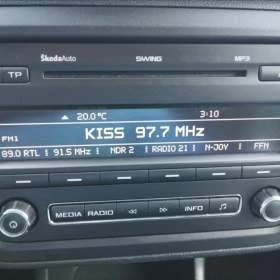 ŠkodaAuto SWING MP3
TP
20.0°C 3:10
KISS 97.7 MHz
FM1
89.0 RTL 91.5 MHz NDR 2 RADIO 21 N-JOY FFN
MEDIA RADIO INFO